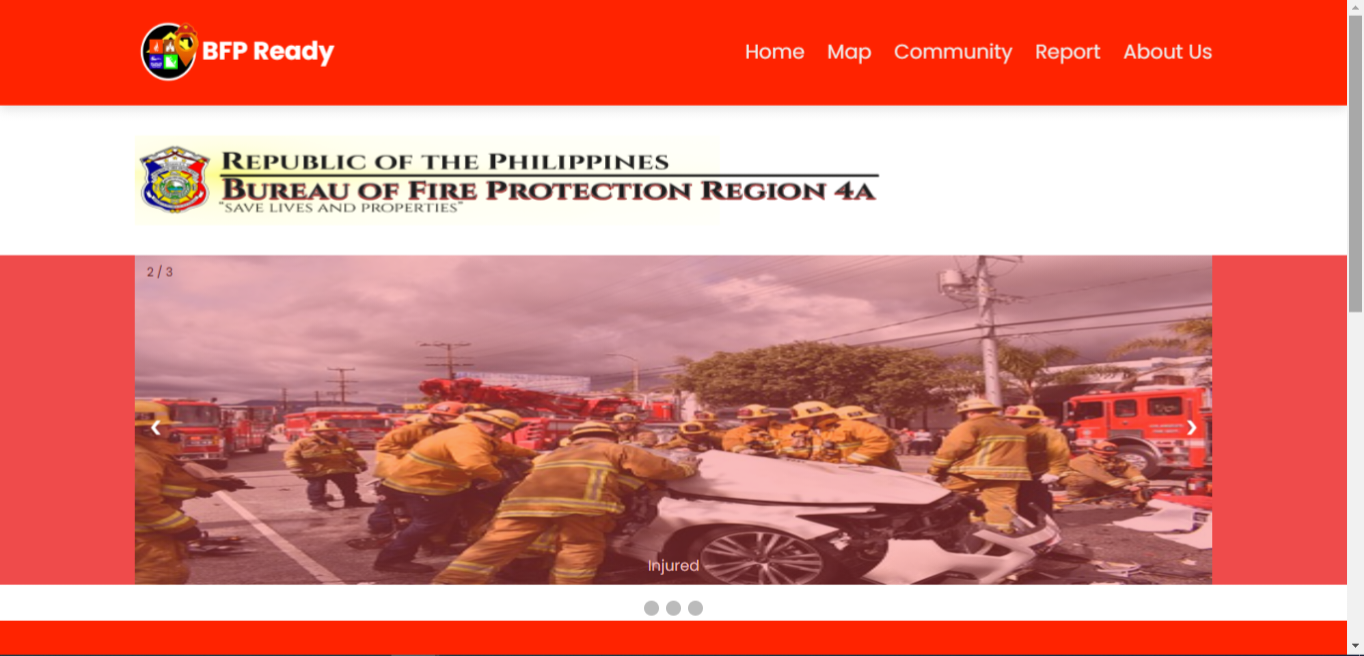 BFP Ready
Home Map Community Report About Us
REPUBLIC OF THE PHILIPPINES
BUREAU OF FIRE PROTECTION REGION 4A
"SAVE LIVES AND PROPERTIES"
2 / 3
Injured